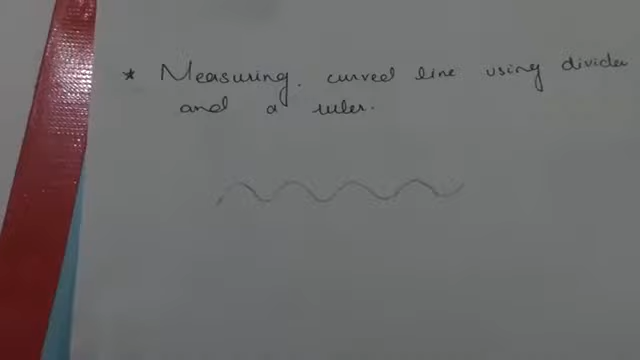 * Measuring. curved line using divider
and a ruler.